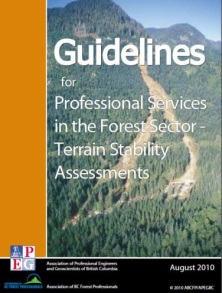 Guidelines
for
Professional Services
in the Forest Sector -
Terrain Stability
Assessments
Association of Professional Engineers
and Geoscientists of British Columbia
August 2010
Association of BC Forest Professionals
© 2010 ABCFP/APEGBC